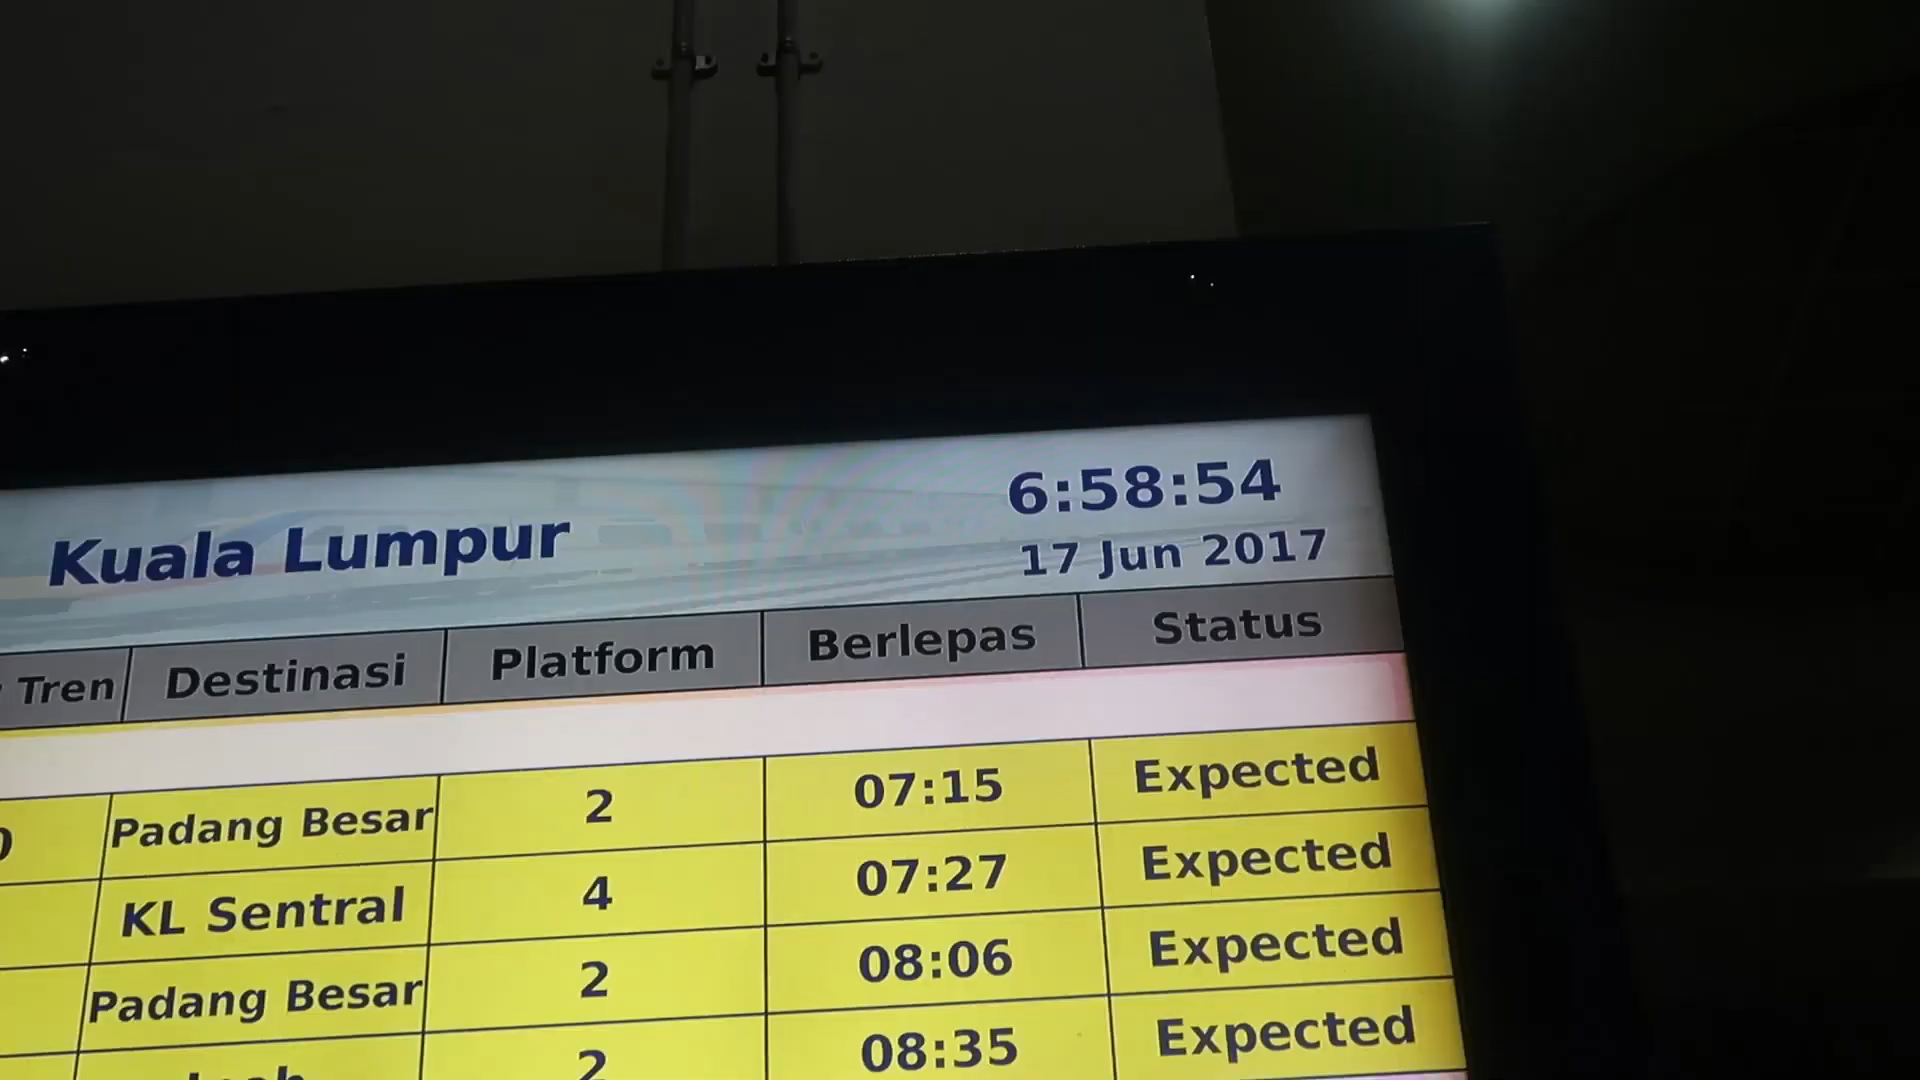 Kuala Lumpur 6:58:54
17 Jun 2017
Tren Destinasi Platform Berlepas Status
Padang Besar 2 07:15 Expected
KL Sentral 4 07:27 Expected
Padang Besar 2 08:06 Expected
2 08:35 Expected